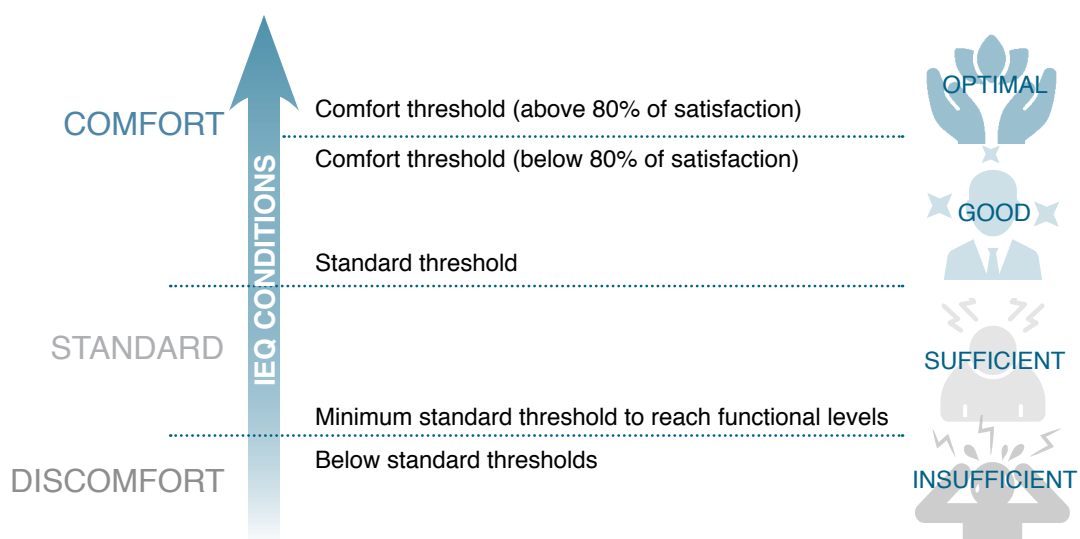 OPTIMAL
COMFORT
Comfort threshold (above 80% of satisfaction)
Comfort threshold (below 80% of satisfaction)
IEQ CONDITIONS
GOOD
Standard threshold
STANDARD
SUFFICIENT
Minimum standard threshold to reach functional levels
Below standard thresholds
DISCOMFORT
INSUFFICIENT